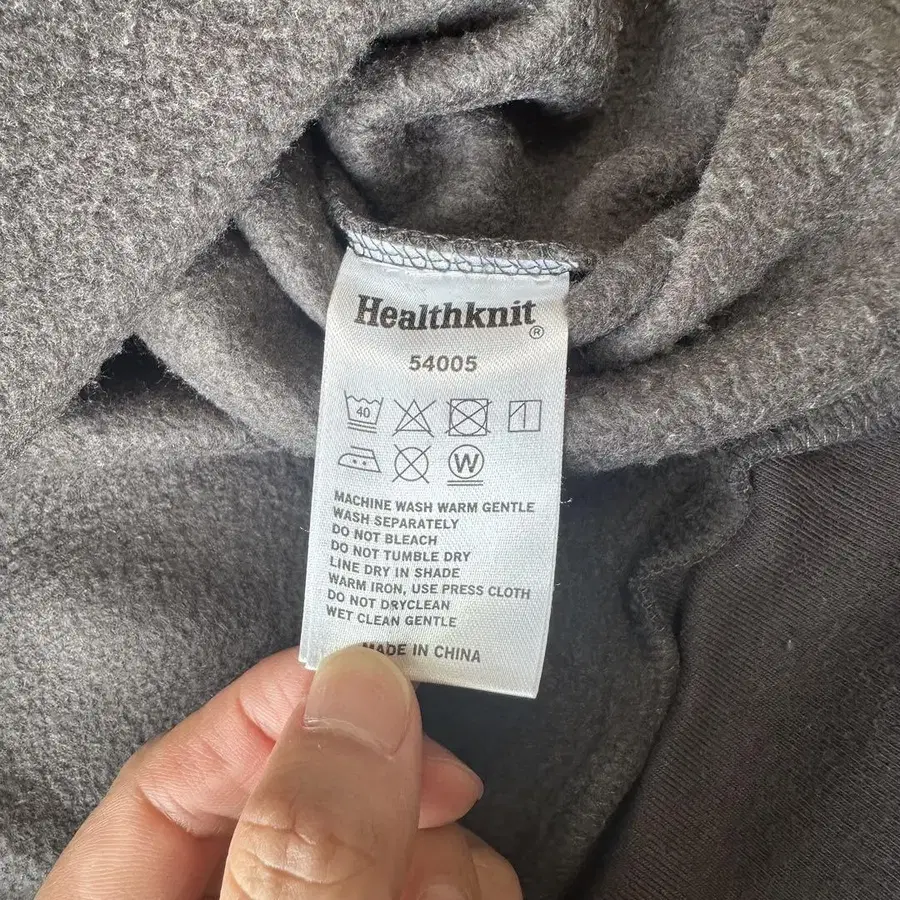 Healthknit®
54005
40
W
MACHINE WASH WARM GENTLE
WASH SEPARATELY
DO NOT BLEACH
DO NOT TUMBLE DRY
LINE DRY IN SHADE
WARM IRON, USE PRESS CLOTH
DO NOT DRYCLEAN
WET CLEAN GENTLE
MADE IN CHINA